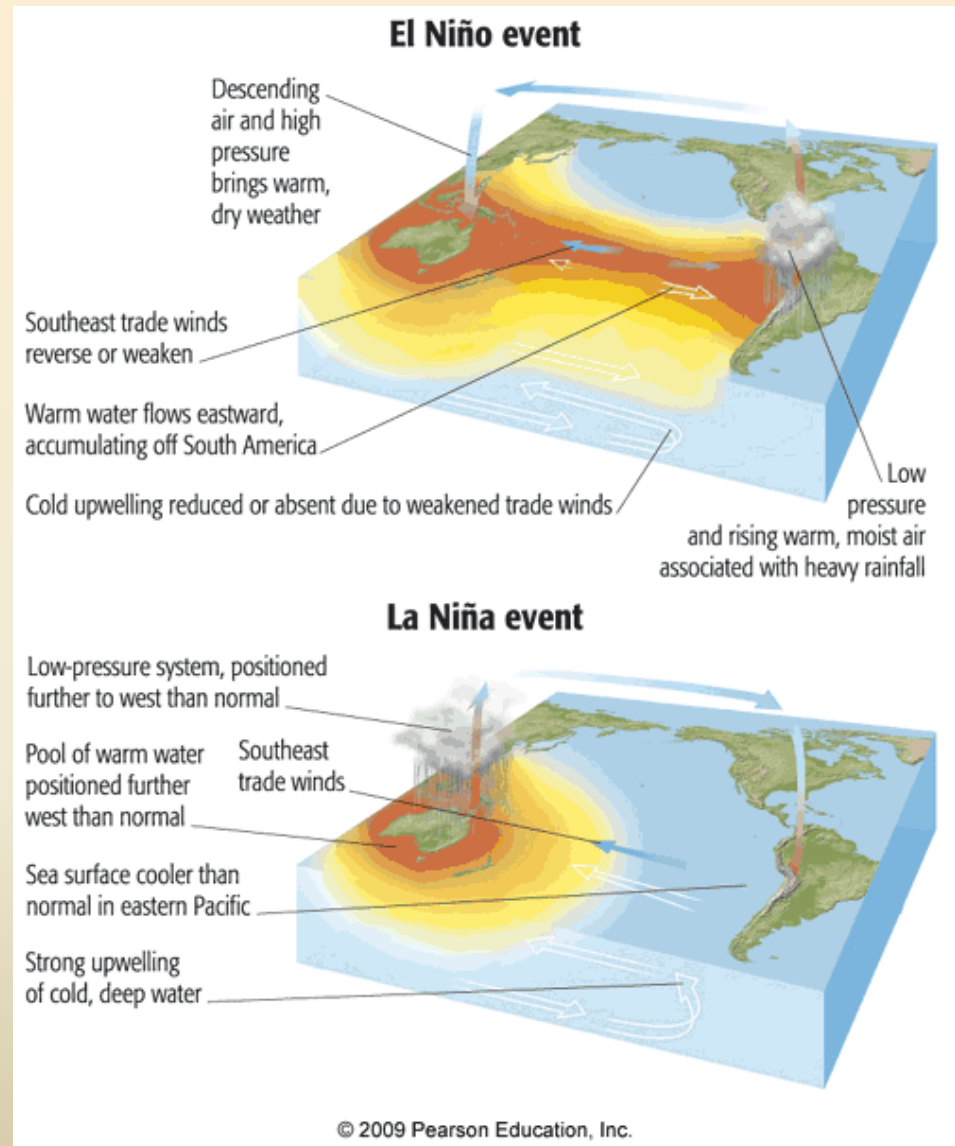 El Niño event
Descending
air and high
pressure
brings warm,
dry weather
Southeast trade winds
reverse or weaken
Warm water flows eastward,
accumulating off South America
Cold upwelling reduced or absent due to weakened trade winds
Low
pressure
and rising warm, moist air
associated with heavy rainfall
La Niña event
Low-pressure system, positioned
further to west than normal
Pool of warm water
positioned further
west than normal
Southeast
trade winds
Sea surface cooler than
normal in eastern Pacific
Strong upwelling
of cold, deep water
© 2009 Pearson Education, Inc.